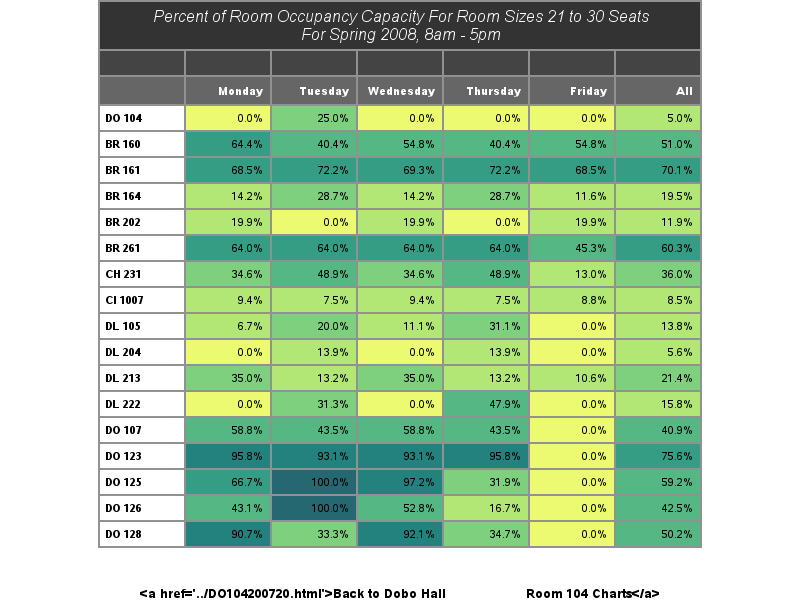 Percent of Room Occupancy Capacity For Room Sizes 21 to 30 Seats
For Spring 2008, 8am - 5pm
Monday Tuesday Wednesday Thursday Friday All
DO 104 0.0% 25.0% 0.0% 0.0% 0.0% 5.0%
BR 160 64.4% 40.4% 54.8% 40.4% 54.8% 51.0%
BR 161 68.5% 72.2% 69.3% 72.2% 68.5% 70.1%
BR 164 14.2% 28.7% 14.2% 28.7% 11.6% 19.5%
BR 202 19.9% 0.0% 19.9% 0.0% 19.9% 11.9%
BR 261 64.0% 64.0% 64.0% 64.0% 45.3% 60.3%
CH 231 34.6% 48.9% 34.6% 48.9% 13.0% 36.0%
CI 1007 9.4% 7.5% 9.4% 7.5% 8.8% 8.5%
DL 105 6.7% 20.0% 11.1% 31.1% 0.0% 13.8%
DL 204 0.0% 13.9% 0.0% 13.9% 0.0% 5.6%
DL 213 35.0% 13.2% 35.0% 13.2% 10.6% 21.4%
DL 222 0.0% 31.3% 0.0% 47.9% 0.0% 15.8%
DO 107 58.8% 43.5% 58.8% 43.5% 0.0% 40.9%
DO 123 95.8% 93.1% 93.1% 95.8% 0.0% 75.6%
DO 125 66.7% 100.0% 97.2% 31.9% 0.0% 59.2%
DO 126 43.1% 100.0% 52.8% 16.7% 0.0% 42.5%
DO 128 90.7% 33.3% 92.1% 34.7% 0.0% 50.2%
<a href='../DO104200720.html'>Back to Dobo Hall Room 104 Charts</a>